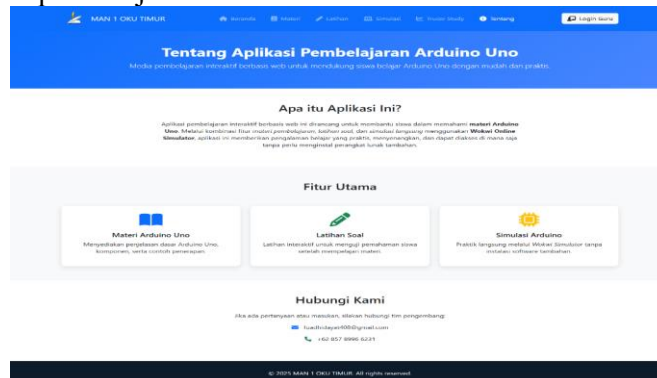 MAN 1 OKU TIMUR
Beranda
Materi
Latihan
Simulasi
Tracer Study
Tentang
Login Guru
Tentang Aplikasi Pembelajaran Arduino Uno
Media pembelajaran interaktif berbasis web untuk mendukung siswa belajar Arduino Uno dengan mudah dan praktis.
Apa itu Aplikasi Ini?
Aplikasi pembelajaran interaktif berbasis web ini dirancang untuk membantu siswa dalam memahami materi Arduino
Uno. Melalui kombinasi fitur materi pembelajaran, latihan soal, dan simulasi langsung menggunakan Wokwi Online
Simulator, aplikasi ini memberikan pengalaman belajar yang praktis, menyenangkan, dan dapat diakses di mana saja
tanpa perlu menginstal perangkat lunak tambahan.
Fitur Utama
Materi Arduino Uno
Menyediakan penjelasan dasar Arduino Uno,
komponen, serta contoh penerapan.
Latihan Soal
Latihan interaktif untuk menguji pemahaman siswa
setelah mempelajari materi.
Simulasi Arduino
Praktik langsung melalui Wokwi Simulator tanpa
instalasi software tambahan.
Hubungi Kami
Jika ada pertanyaan atau masukan, silakan hubungi tim pengembang:
+62 857 8996 6231
© 2025 MAN 1 OKU TIMUR. All rights reserved.